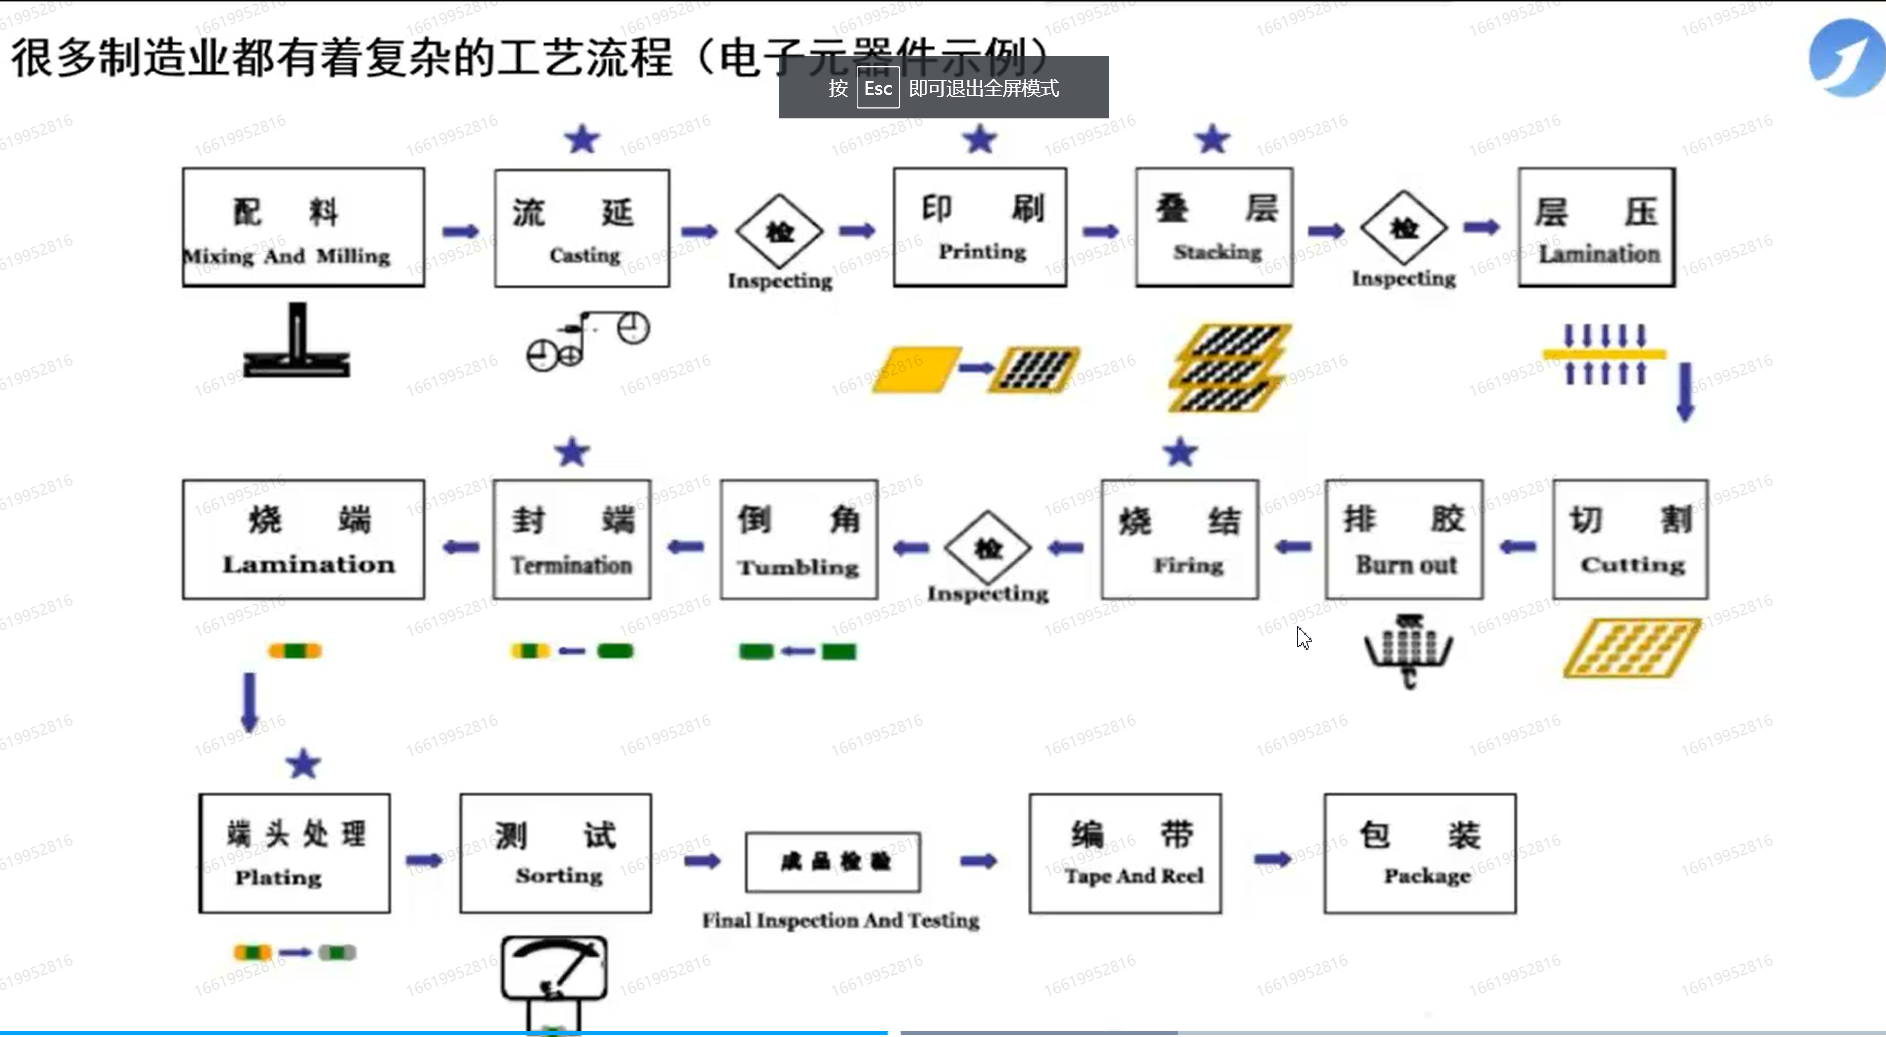 很多制造业都有着复杂的工艺流程（电子元器件示例）
按 Esc 即可退出全屏模式
配 料
Mixing And Milling
流 延
Casting
检
Inspecting
印 刷
Printing
叠 层
Stacking
检
Inspecting
层 压
Lamination
烧 端
Lamination
封 端
Termination
倒 角
Tumbling
检
Inspecting
烧 结
Firing
排 胶
Burn out
℃
切 割
Cutting
端 头 处 理
Plating
测 试
Sorting
成 品 检 验
Final Inspection And Testing
编 带
Tape And Reel
包 装
Package
16619952816